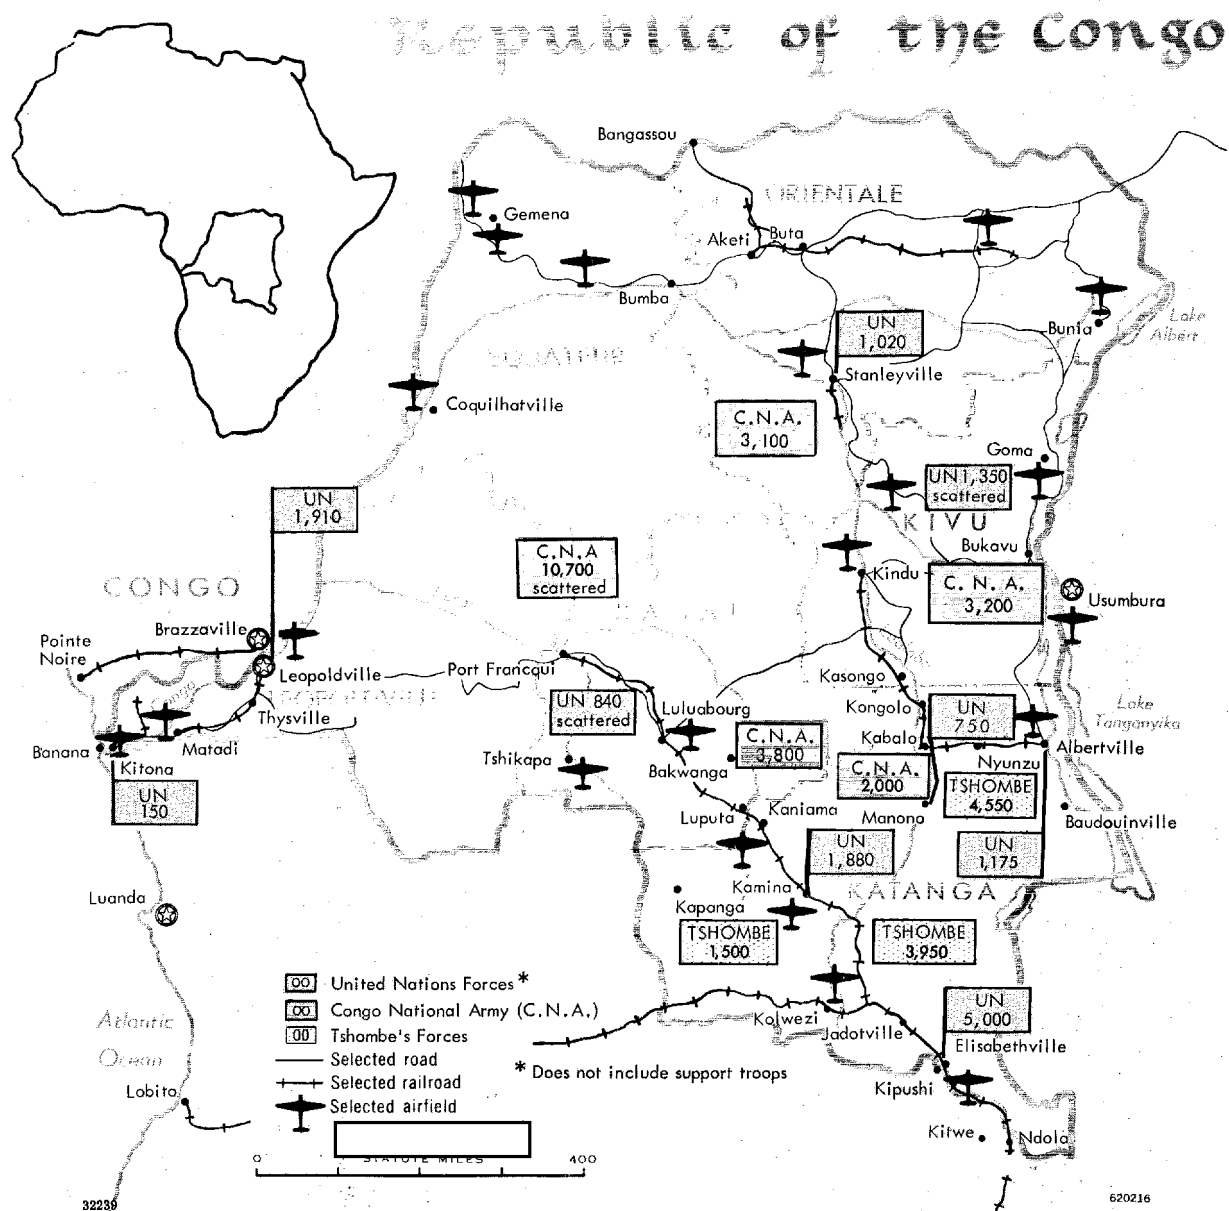 Republic of the Congo
Bangassou
ORIENTALE
Gemena
Aketi
Buta
Bumba
Bunia
Lake
Albert
UN
1,020
Stanleyville
Coquilhatville
C.N.A.
3,100
Goma
UN 1,350
scattered
UN
1,910
KIVU
Bukavu
C.N.A
10,700
scattered
CONGO
Kindu
C. N. A.
3,200
Usumbura
Brazzaville
Pointe
Noire
Leopoldville
Port Francqui
Kasongo
Thysville
UN 840
scattered
Luluabourg
Kongolo
UN
750
Lake
Tanganyika
Banana
Matadi
Kitona
Tshikapa
Bakwanga
C.N.A.
3,800
Kabalo
Nyunzu
Albertville
UN
150
C.N.A.
2,000
TSHOMBE
4,550
Manona
Baudouinville
Luputa
Kaniama
UN
1,880
UN
1,175
Kamina
KATANGA
Luanda
Kapanga
TSHOMBE
1,500
TSHOMBE
3,950
Kolwezi
Jadotville
UN
5,000
Elisabethville
Kipushi
Kitwe
Ndola
Atlantic
Ocean
Lobito
OO United Nations Forces *
OO Congo National Army (C.N.A.)
OO Tshombe's Forces
Selected road
Selected railroad
Selected airfield
* Does not include support troops
STATUTE MILES
0 400
32239
620216